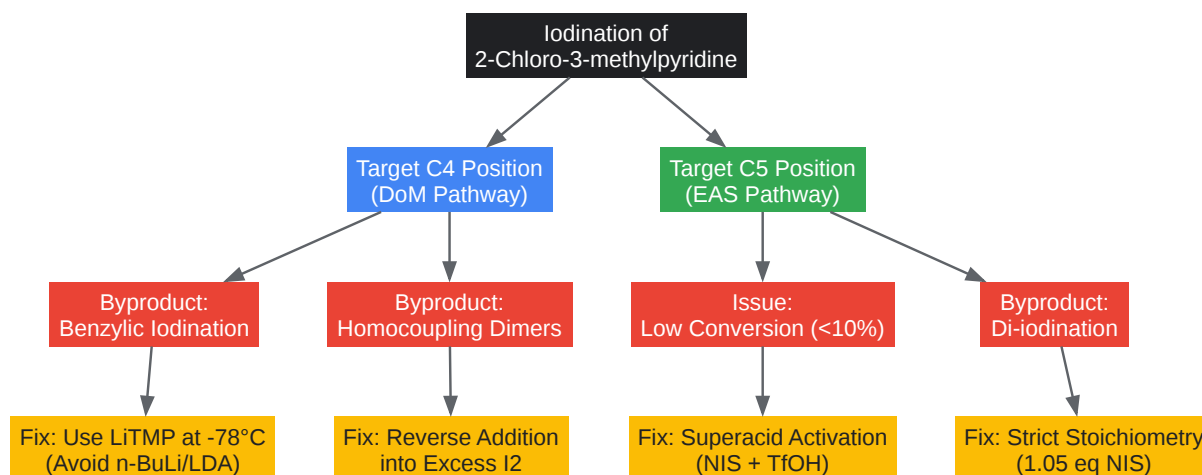 Iodination of
2-Chloro-3-methylpyridine
Target C4 Position
(DoM Pathway)
Target C5 Position
(EAS Pathway)
Byproduct:
Benzylic Iodination
Byproduct:
Homocoupling Dimers
Issue:
Low Conversion (<10%)
Byproduct:
Di-iodination
Fix: Use LiTMP at -78°C
(Avoid n-BuLi/LDA)
Fix: Reverse Addition
into Excess I2
Fix: Superacid Activation
(NIS + TfOH)
Fix: Strict Stoichiometry
(1.05 eq NIS)